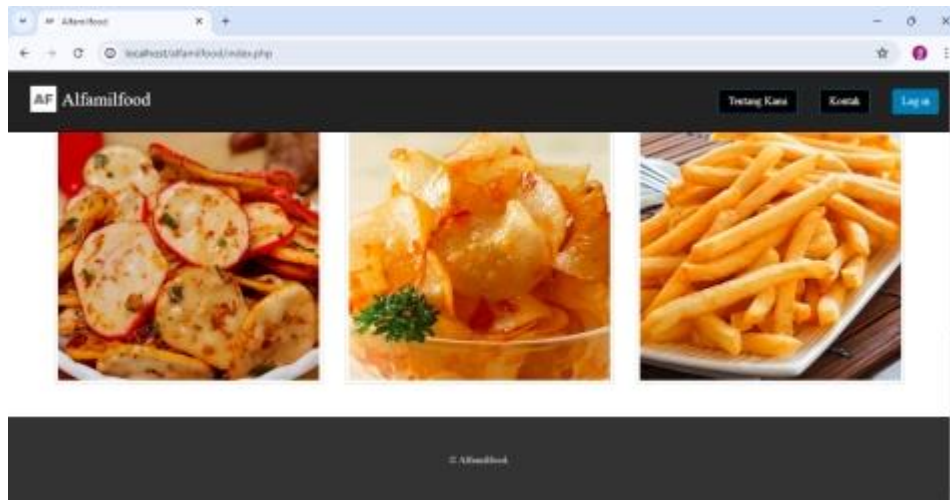 Alfamilfood
localhost/alfamilfood/index.php
AF Alfamilfood
Tentang Kami
Kontak
Log in
© Alfamilfood